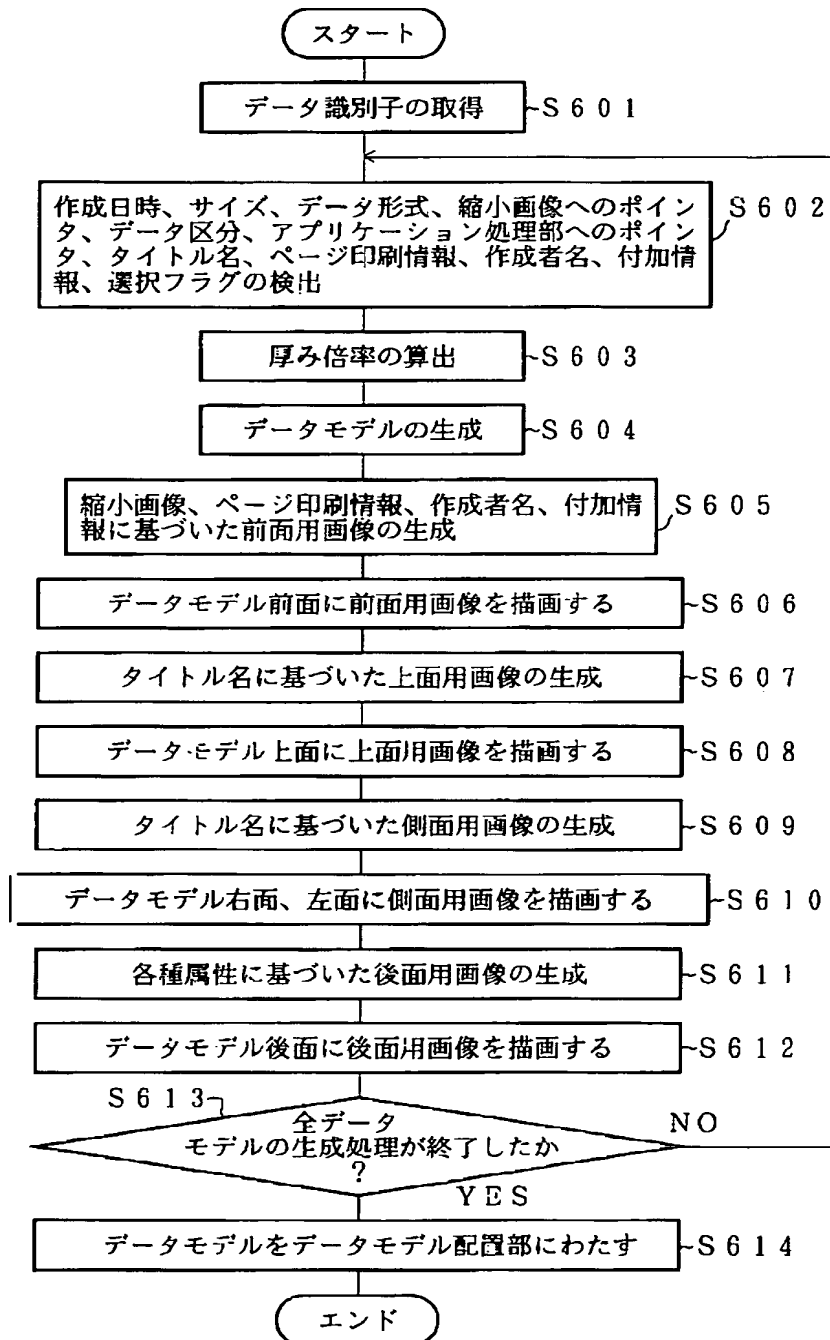 スタート
データ識別子の取得 ~S601
作成日時、サイズ、データ形式、縮小画像へのポイン S602
タ、データ区分、アプリケーション処理部へのポイン
タ、タイトル名、ページ印刷情報、作成者名、付加情
報、選択フラグの検出
厚み倍率の算出 ~S603
データモデルの生成 ~S604
縮小画像、ページ印刷情報、作成者名、付加情 S605
報に基づいた前面用画像の生成
データモデル前面に前面用画像を描画する ~S606
タイトル名に基づいた上面用画像の生成 ~S607
データモデル上面に上面用画像を描画する ~S608
タイトル名に基づいた側面用画像の生成 ~S609
データモデル右面、左面に側面用画像を描画する ~S610
各種属性に基づいた後面用画像の生成 ~S611
データモデル後面に後面用画像を描画する ~S612
S613
全データ
モデルの生成処理が終了したか NO
?
YES
データモデルをデータモデル配置部にわたす ~S614
エンド